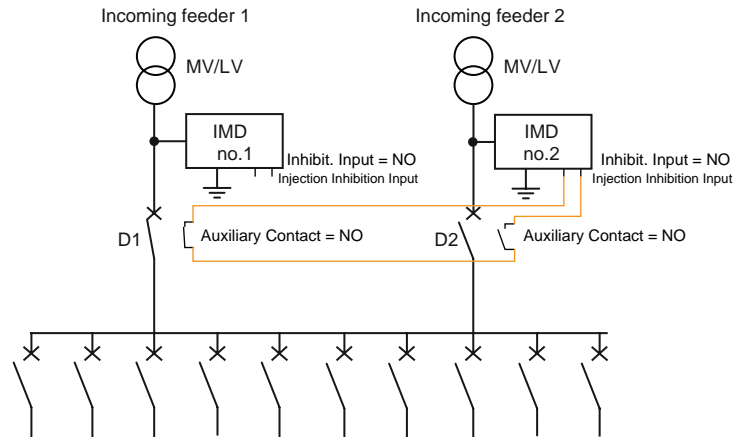 Incoming feeder 1
Incoming feeder 2
MV/LV
MV/LV
IMD
no.1
Inhibit. Input = NO
Injection Inhibition Input
IMD
no.2
Inhibit. Input = NO
Injection Inhibition Input
D1
Auxiliary Contact = NO
D2
Auxiliary Contact = NO